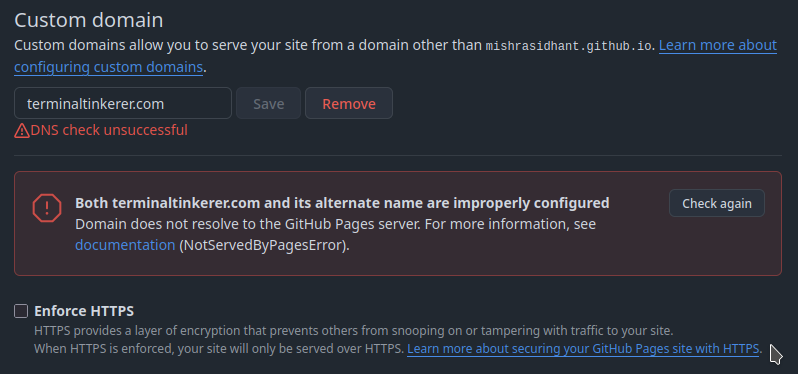 Custom domain
Custom domains allow you to serve your site from a domain other than mishrasidhant.github.io. Learn more about
configuring custom domains.
terminaltinkerer.com Save Remove
DNS check unsuccessful
Both terminaltinkerer.com and its alternate name are improperly configured
Check again
Domain does not resolve to the GitHub Pages server. For more information, see
documentation (NotServedByPagesError).
Enforce HTTPS
HTTPS provides a layer of encryption that prevents others from snooping on or tampering with traffic to your site.
When HTTPS is enforced, your site will only be served over HTTPS. Learn more about securing your GitHub Pages site with HTTPS.